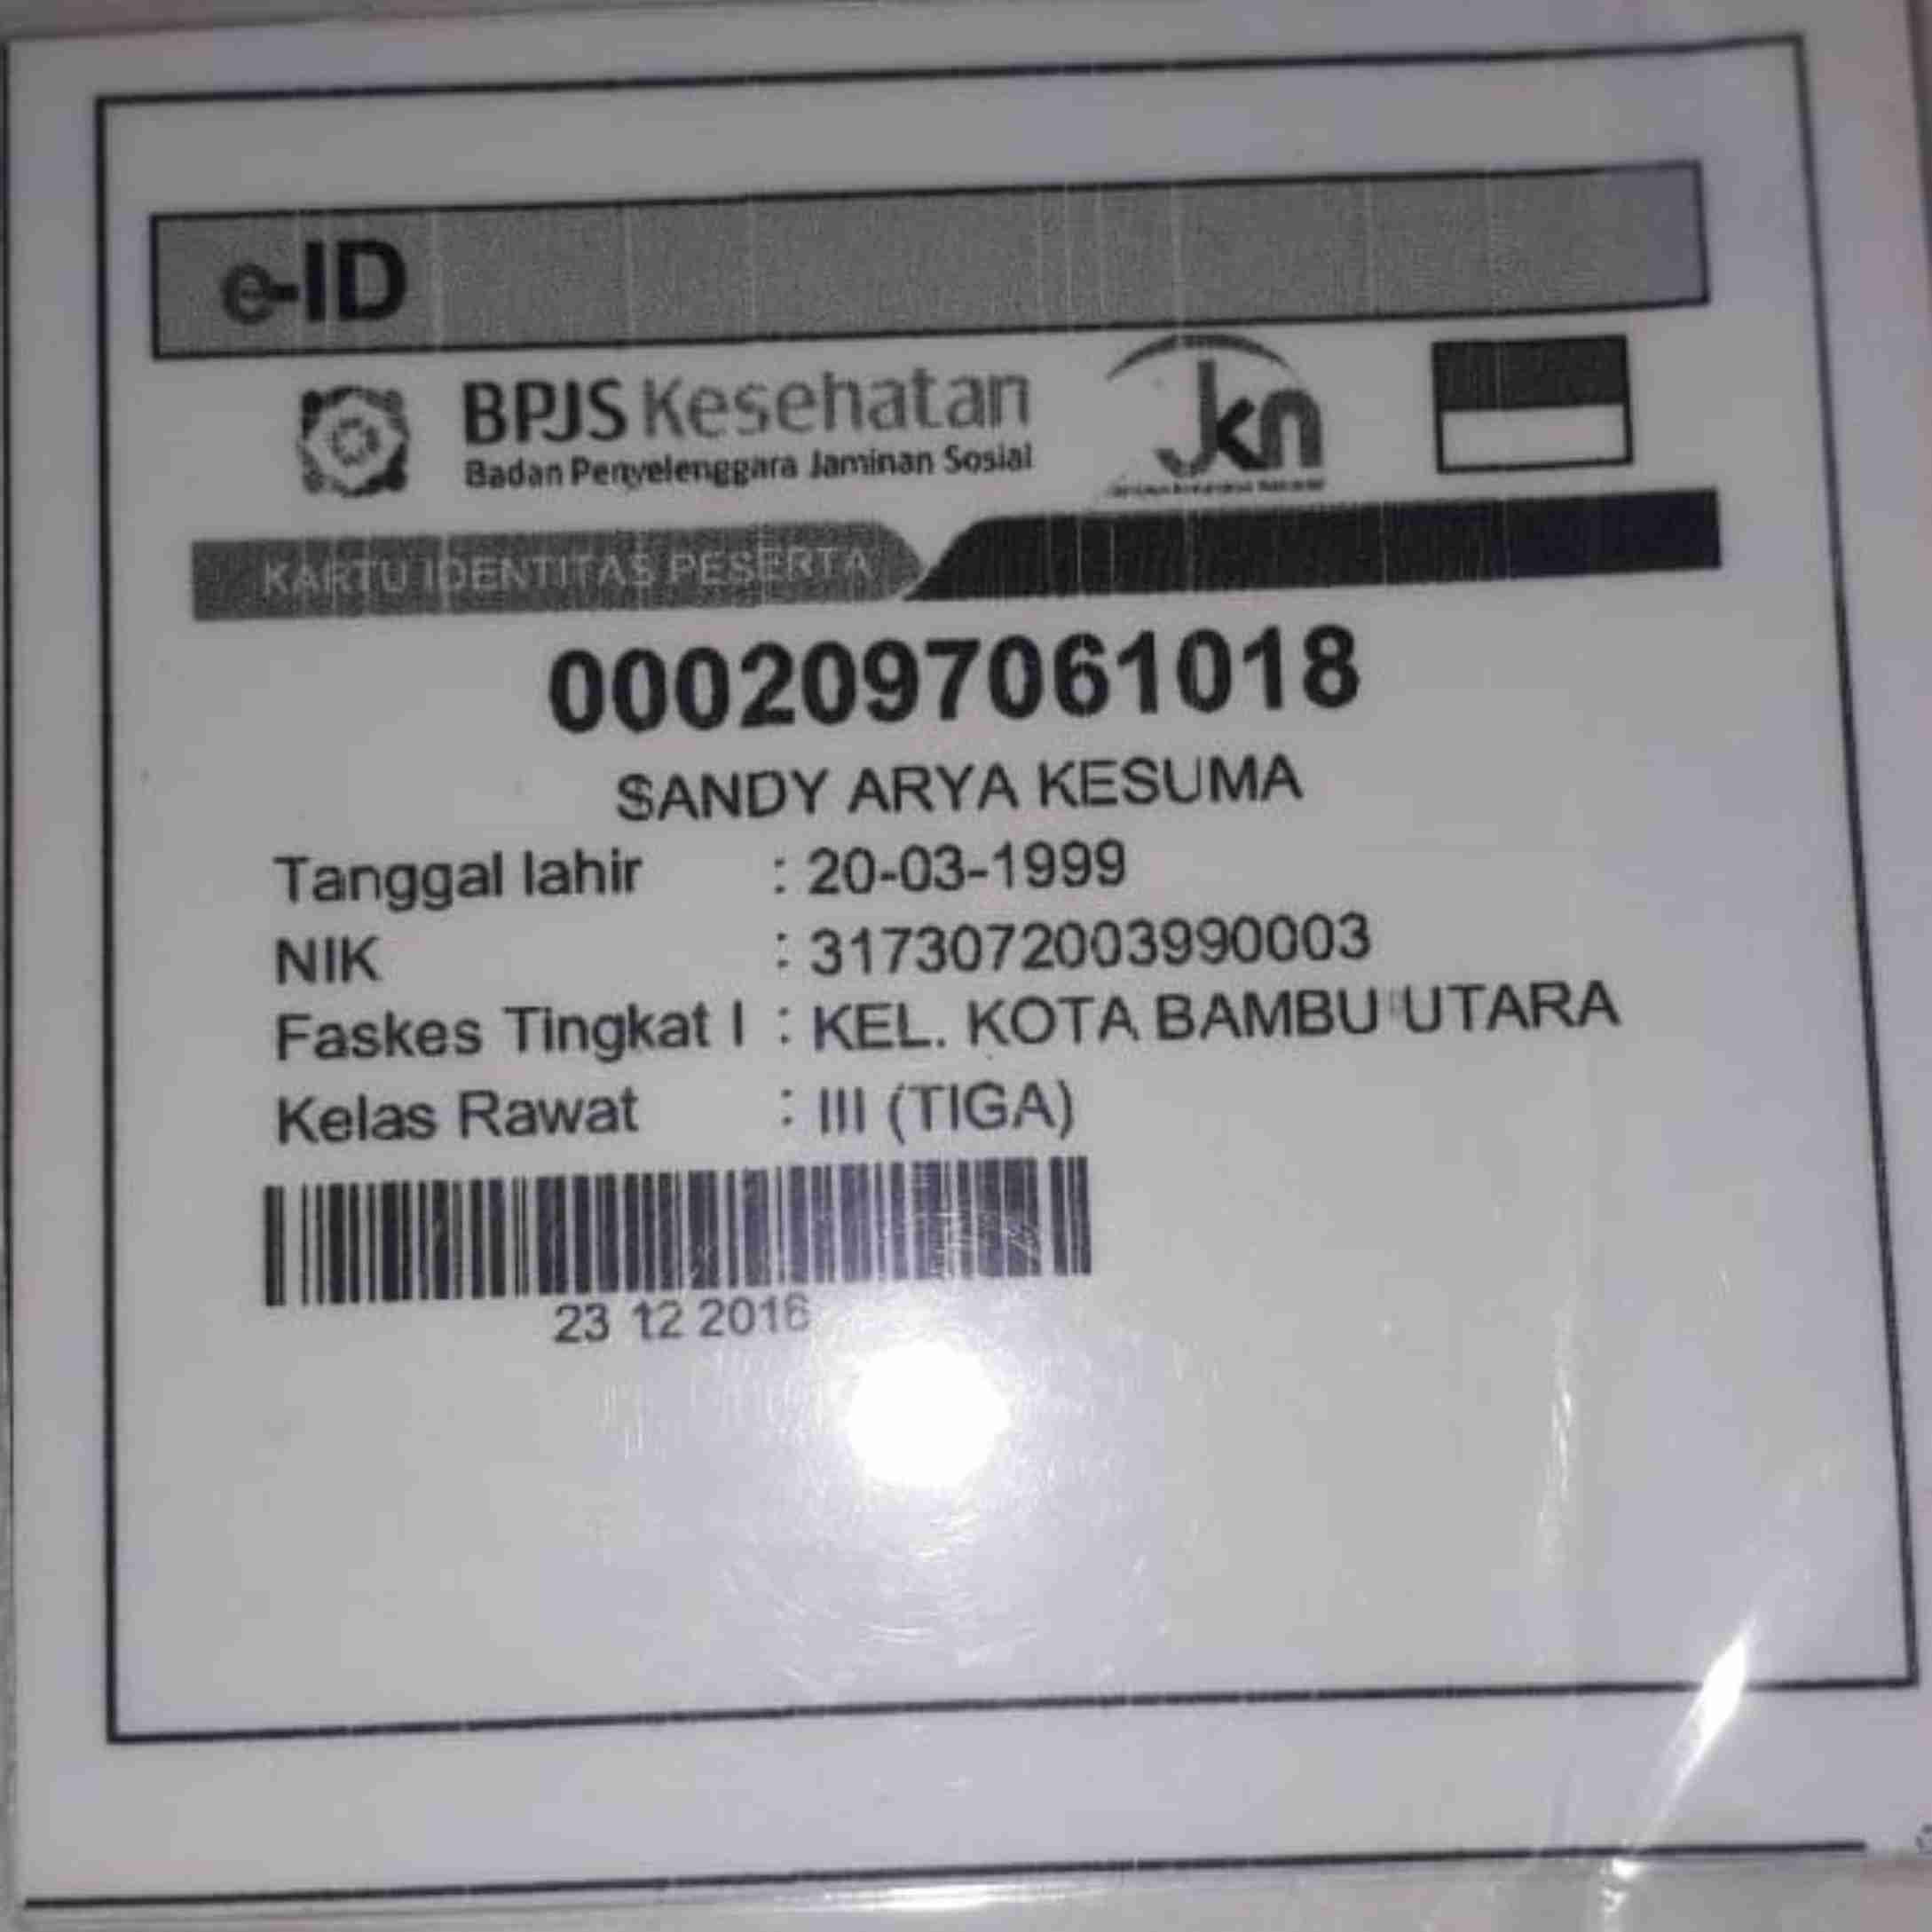 e-ID
BPJS Kesehatan
Badan Penyelenggara Jaminan Sosial
Jkn
KARTU IDENTITAS PESERTA
0002097061018
SANDY ARYA KESUMA
Tanggal lahir : 20-03-1999
NIK : 3173072003990003
Faskes Tingkat I : KEL. KOTA BAMBU UTARA
Kelas Rawat : III (TIGA)
23 12 2016